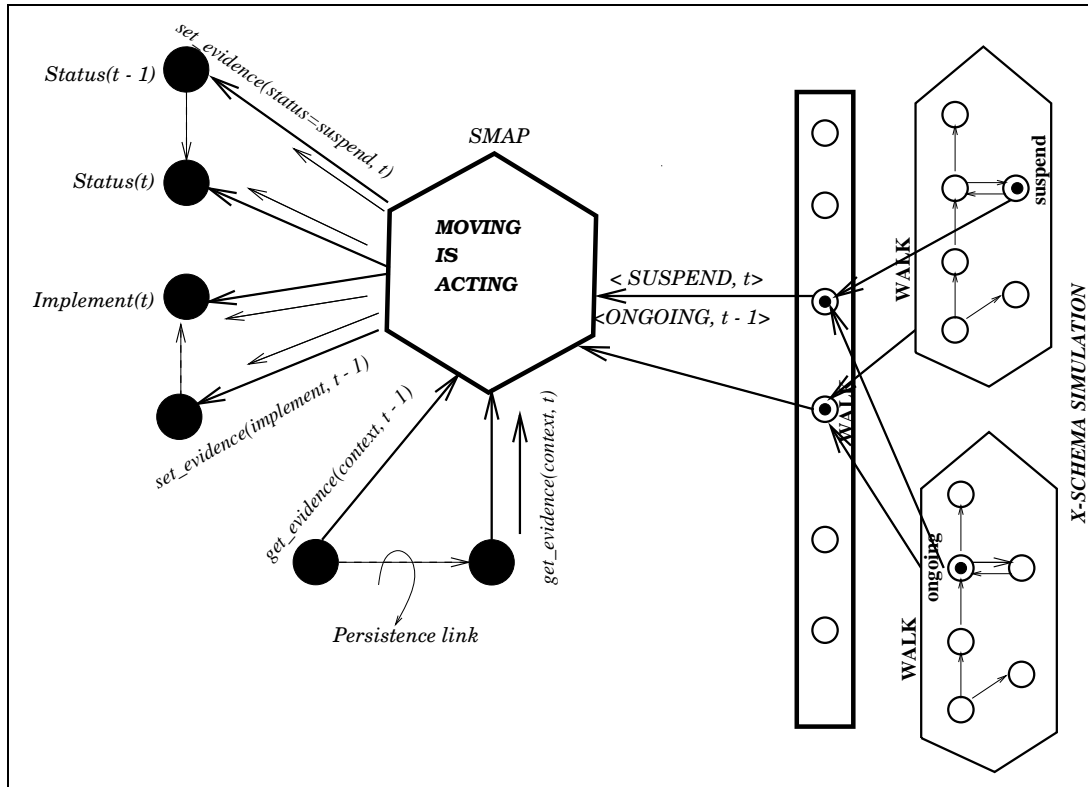 set_evidence(status=suspend, t)
Status(t - 1)
SMAP
Status(t)
suspend
MOVING
IS
ACTING
WALK
< SUSPEND, t>
Implement(t)
<ONGOING, t - 1>
X-SCHEMA SIMULATION
WALK
set_evidence(implement, t - 1)
get_evidence(context, t - 1)
get_evidence(context, t)
ongoing
Persistence link
WALK